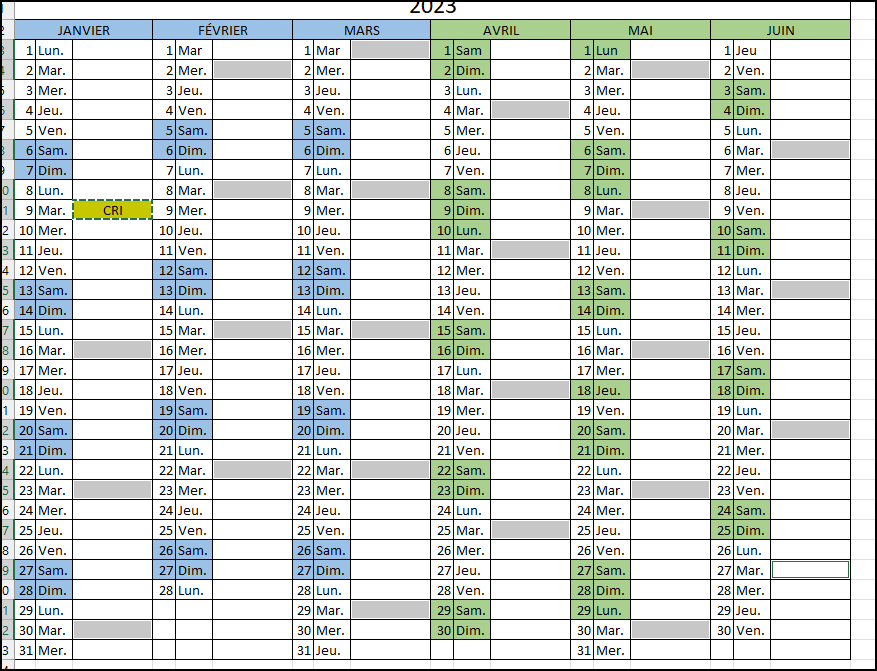 2023
JANVIER FÉVRIER MARS AVRIL MAI JUIN
1 Lun. 1 Mar 1 Mar 1 Sam 1 Lun 1 Jeu
2 Mar. 2 Mer. 2 Mer. 2 Dim. 2 Mar. 2 Ven.
3 Mer. 3 Jeu. 3 Jeu. 3 Lun. 3 Mer. 3 Sam.
4 Jeu. 4 Ven. 4 Ven. 4 Mar. 4 Jeu. 4 Dim.
5 Ven. 5 Sam. 5 Sam. 5 Mer. 5 Ven. 5 Lun.
6 Sam. 6 Dim. 6 Dim. 6 Jeu. 6 Sam. 6 Mar.
7 Dim. 7 Lun. 7 Lun. 7 Ven. 7 Dim. 7 Mer.
8 Lun. 8 Mar. 8 Mar. 8 Sam. 8 Lun. 8 Jeu.
9 Mar. CRI 9 Mer. 9 Mer. 9 Dim. 9 Mar. 9 Ven.
10 Mer. 10 Jeu. 10 Jeu. 10 Lun. 10 Mer. 10 Sam.
11 Jeu. 11 Ven. 11 Ven. 11 Mar. 11 Jeu. 11 Dim.
12 Ven. 12 Sam. 12 Sam. 12 Mer. 12 Ven. 12 Lun.
13 Sam. 13 Dim. 13 Dim. 13 Jeu. 13 Sam. 13 Mar.
14 Dim. 14 Lun. 14 Lun. 14 Ven. 14 Dim. 14 Mer.
15 Lun. 15 Mar. 15 Mar. 15 Sam. 15 Lun. 15 Jeu.
16 Mar. 16 Mer. 16 Mer. 16 Dim. 16 Mar. 16 Ven.
17 Mer. 17 Jeu. 17 Jeu. 17 Lun. 17 Mer. 17 Sam.
18 Jeu. 18 Ven. 18 Ven. 18 Mar. 18 Jeu. 18 Dim.
19 Ven. 19 Sam. 19 Sam. 19 Mer. 19 Ven. 19 Lun.
20 Sam. 20 Dim. 20 Dim. 20 Jeu. 20 Sam. 20 Mar.
21 Dim. 21 Lun. 21 Lun. 21 Ven. 21 Dim. 21 Mer.
22 Lun. 22 Mar. 22 Mar. 22 Sam. 22 Lun. 22 Jeu.
23 Mar. 23 Mer. 23 Mer. 23 Dim. 23 Mar. 23 Ven.
24 Mer. 24 Jeu. 24 Jeu. 24 Lun. 24 Mer. 24 Sam.
25 Jeu. 25 Ven. 25 Ven. 25 Mar. 25 Jeu. 25 Dim.
26 Ven. 26 Sam. 26 Sam. 26 Mer. 26 Ven. 26 Lun.
27 Sam. 27 Dim. 27 Dim. 27 Jeu. 27 Sam. 27 Mar.
28 Dim. 28 Lun. 28 Lun. 28 Ven. 28 Dim. 28 Mer.
29 Lun. 29 Mar. 29 Sam. 29 Lun. 29 Jeu.
30 Mar. 30 Mer. 30 Dim. 30 Mar. 30 Ven.
31 Mer. 31 Jeu. 31 Mer.